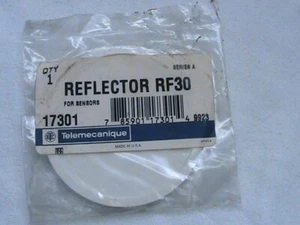 QTY
1
SERIES A
REFLECTOR RF30
FOR SENSORS
17301
7 85901 17301 4
Telemecanique
MADE IN U.S.A.